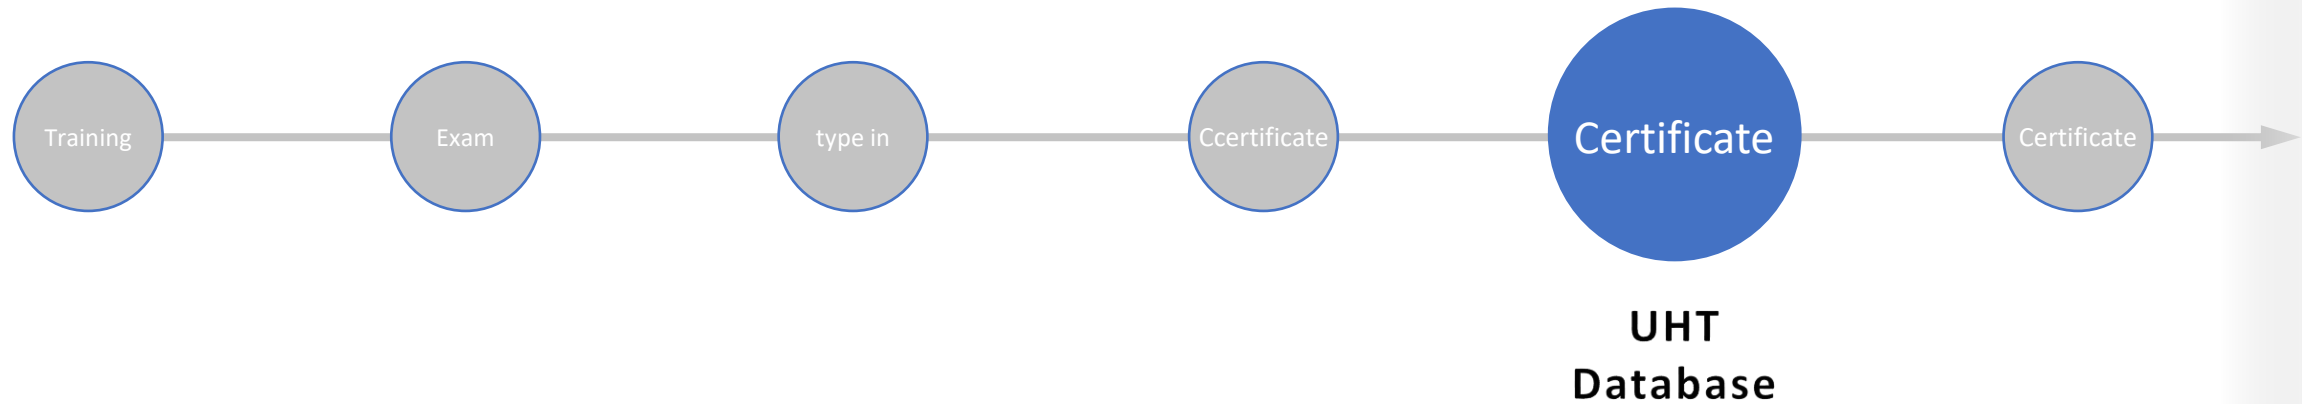 Training
Exam
type in
Ccertificate
Certificate
Certificate
UHT
Database